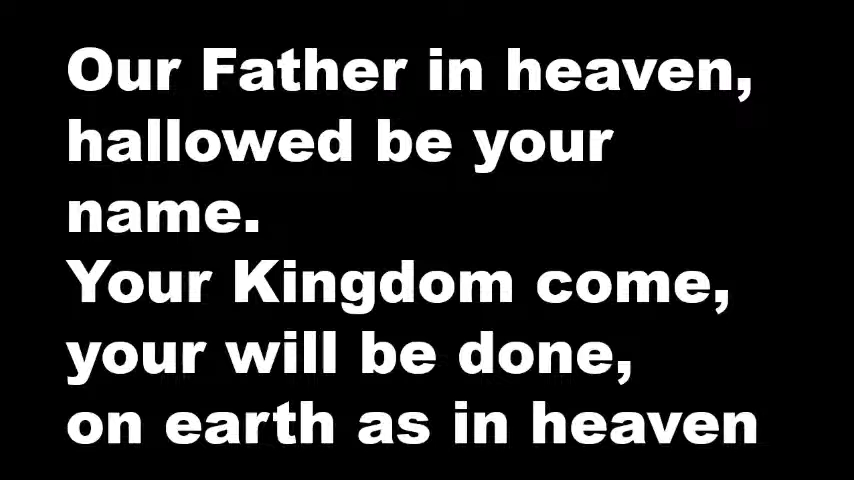 Our Father in heaven,
hallowed be your
name.
Your Kingdom come,
your will be done,
on earth as in heaven